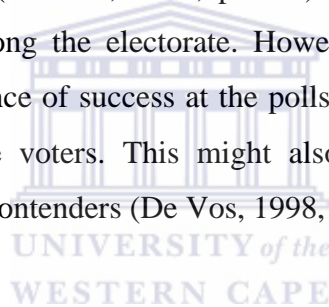 ong the electorate. Howe
nce of success at the polls
e voters. This might also
ontenders (De Vos, 1998,
UNIVERSITY of the
WESTERN CAPE